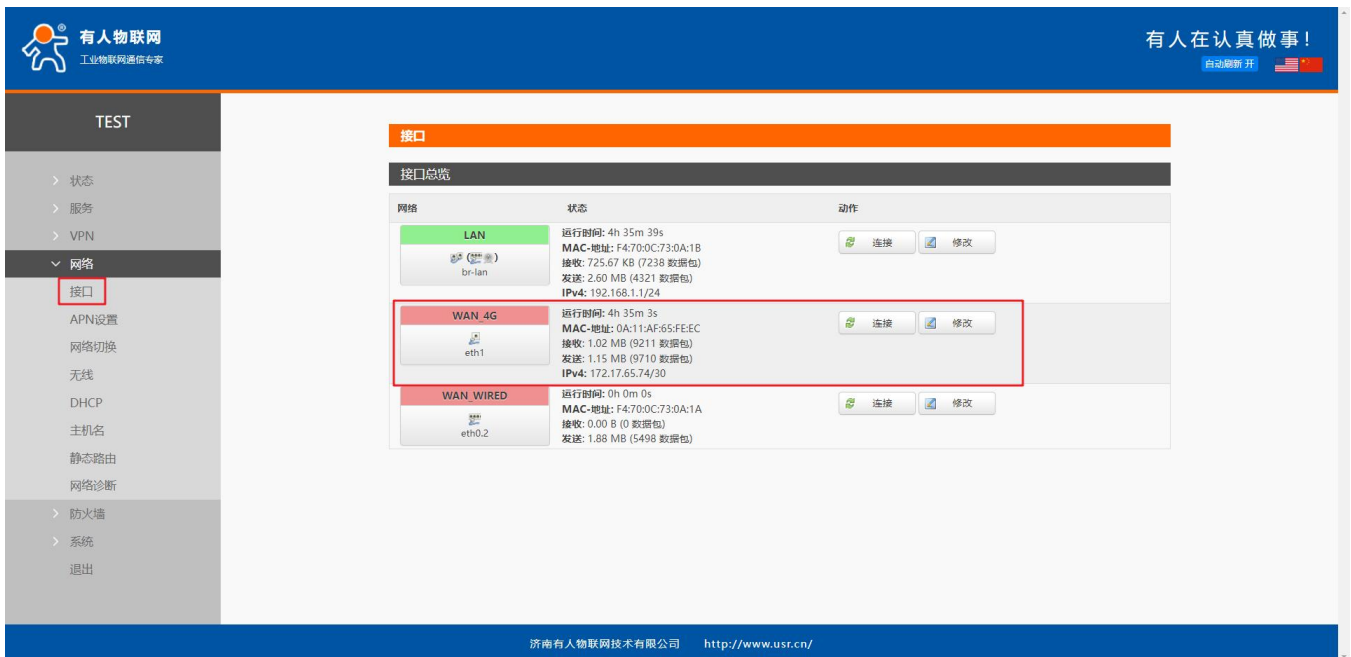 有人物联网
工业物联网通信专家
有人在认真做事!
自动刷新 开
TEST
状态
服务
VPN
网络
接口
APN设置
网络切换
无线
DHCP
主机名
静态路由
网络诊断
防火墙
系统
退出
接口
接口总览
网络 状态 动作
LAN
br-lan
运行时间: 4h 35m 39s
MAC-地址: F4:70:0C:73:0A:1B
接收: 725.67 KB (7238 数据包)
发送: 2.60 MB (4321 数据包)
IPv4: 192.168.1.1/24
连接 修改
WAN_4G
eth1
运行时间: 4h 35m 3s
MAC-地址: 0A:11:AF:65:FE:EC
接收: 1.02 MB (9211 数据包)
发送: 1.15 MB (9710 数据包)
IPv4: 172.17.65.74/30
连接 修改
WAN_WIRED
eth0.2
运行时间: 0h 0m 0s
MAC-地址: F4:70:0C:73:0A:1A
接收: 0.00 B (0 数据包)
发送: 1.88 MB (5498 数据包)
连接 修改
济南有人物联网技术有限公司 http://www.usr.cn/